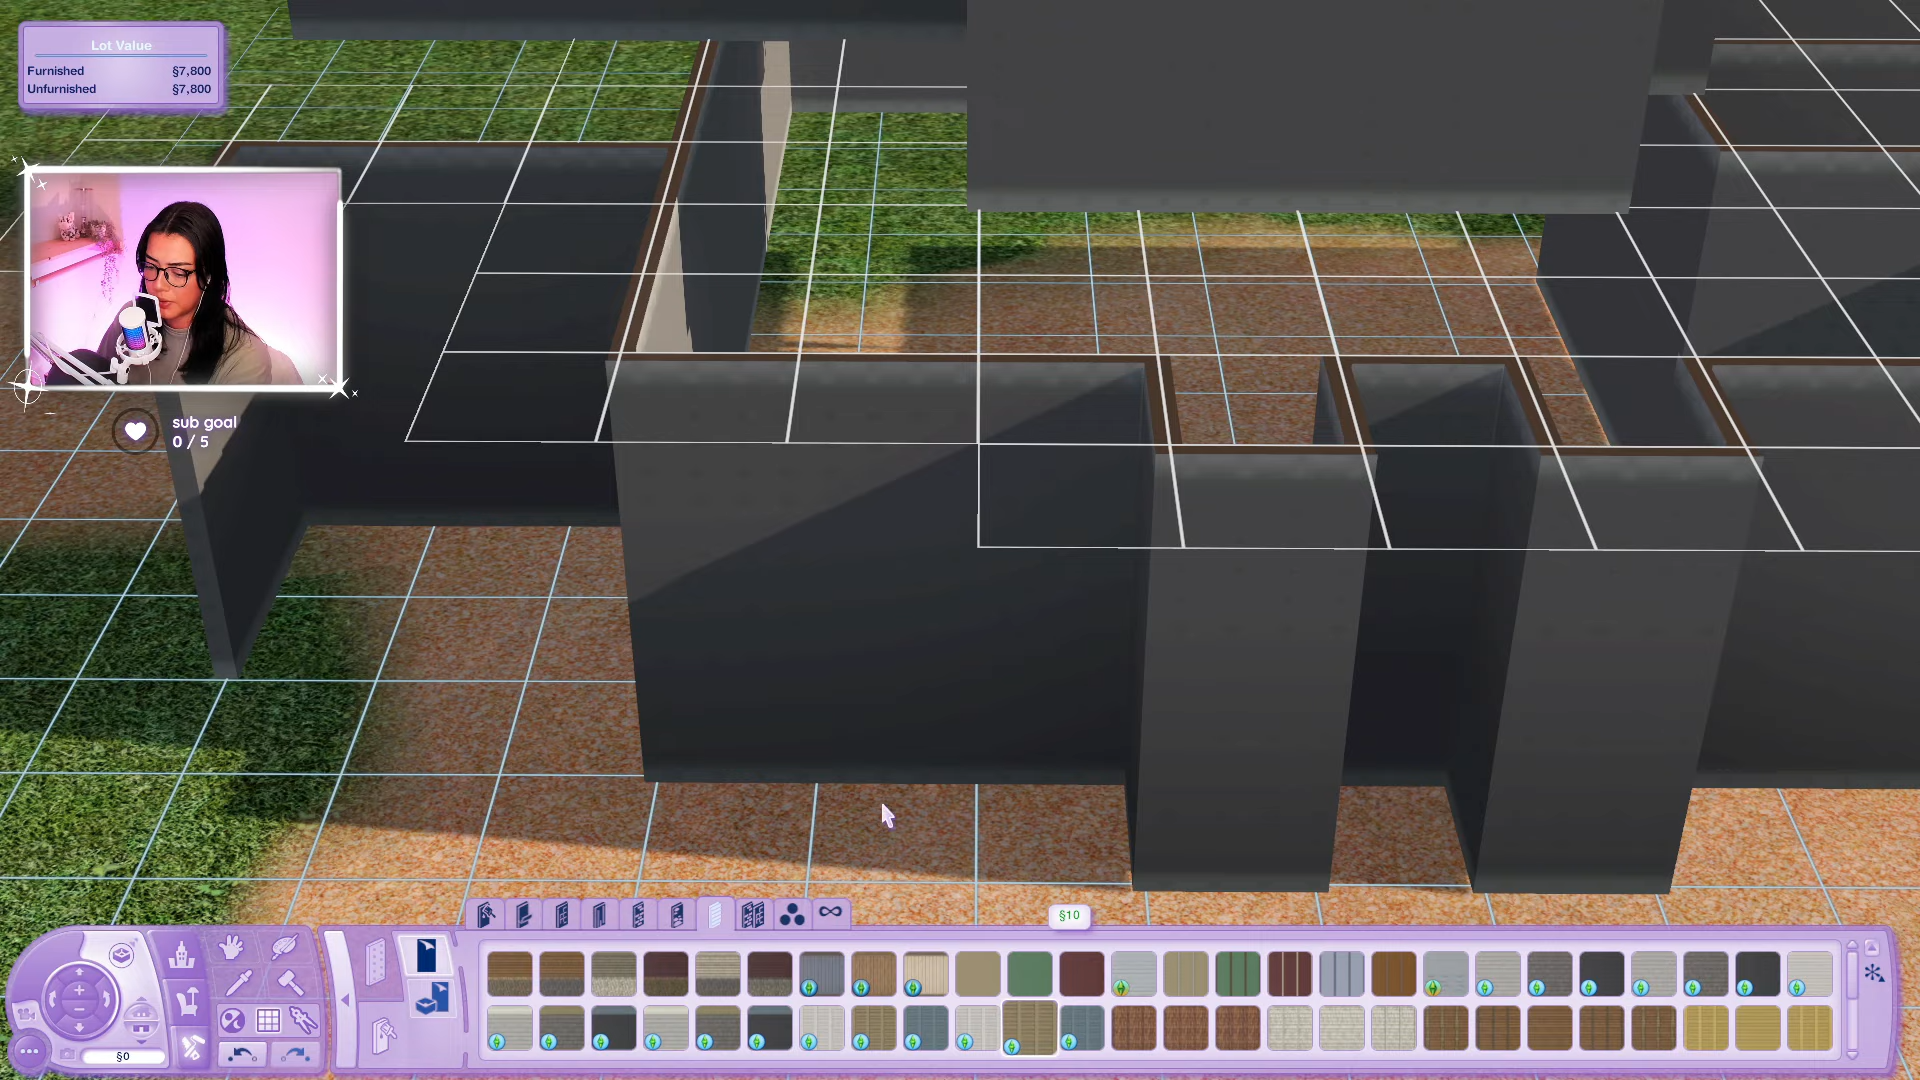 Lot Value
Furnished §7,800
Unfurnished §7,800
sub goal
0 / 5
§10
§0